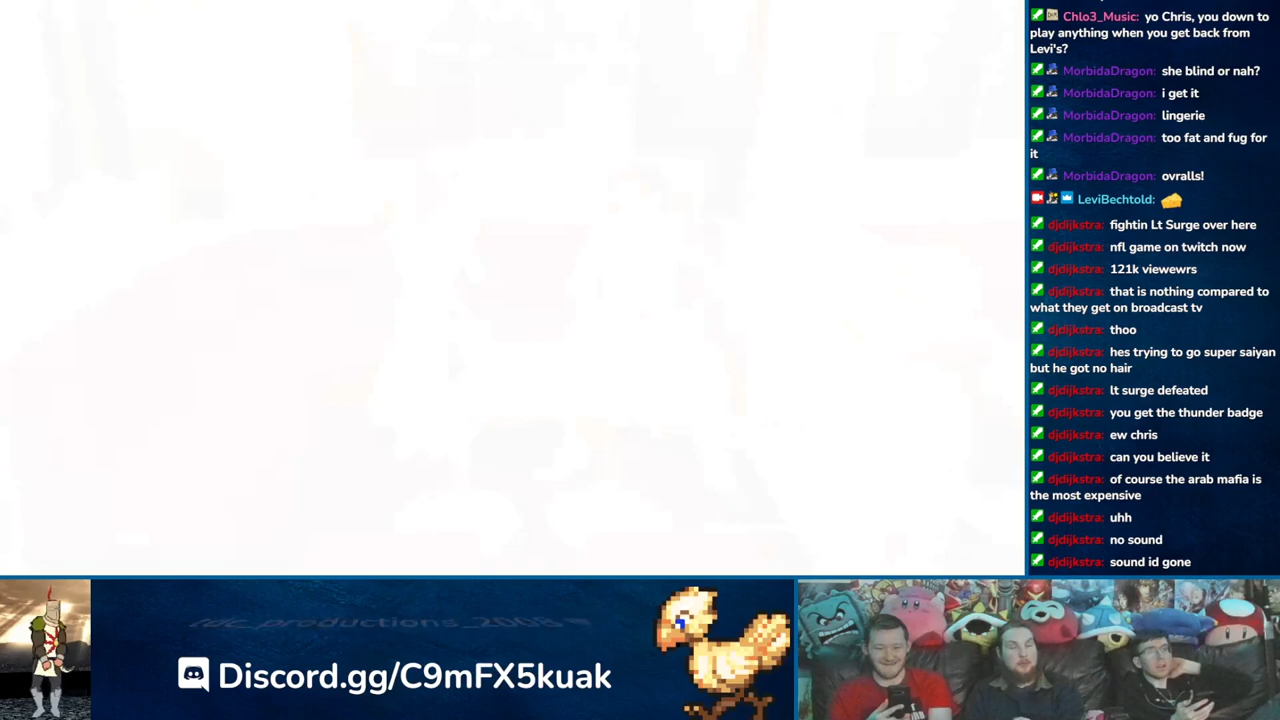 Chlo3_Music: yo Chris, you down to
play anything when you get back from
Levi's?
MorbidaDragon: she blind or nah?
MorbidaDragon: i get it
MorbidaDragon: lingerie
MorbidaDragon: too fat and fug for
it
MorbidaDragon: ovralls!
LeviBechtold:
djdijkstra: fightin Lt Surge over here
djdijkstra: nfl game on twitch now
djdijkstra: 121k viewewrs
djdijkstra: that is nothing compared to
what they get on broadcast tv
djdijkstra: thoo
djdijkstra: hes trying to go super saiyan
but he got no hair
djdijkstra: lt surge defeated
djdijkstra: you get the thunder badge
djdijkstra: ew chris
djdijkstra: can you believe it
djdijkstra: of course the arab mafia is
the most expensive
djdijkstra: uhh
djdijkstra: no sound
djdijkstra: sound id gone
tdc_productions_2008
Discord.gg/C9mFX5kuak